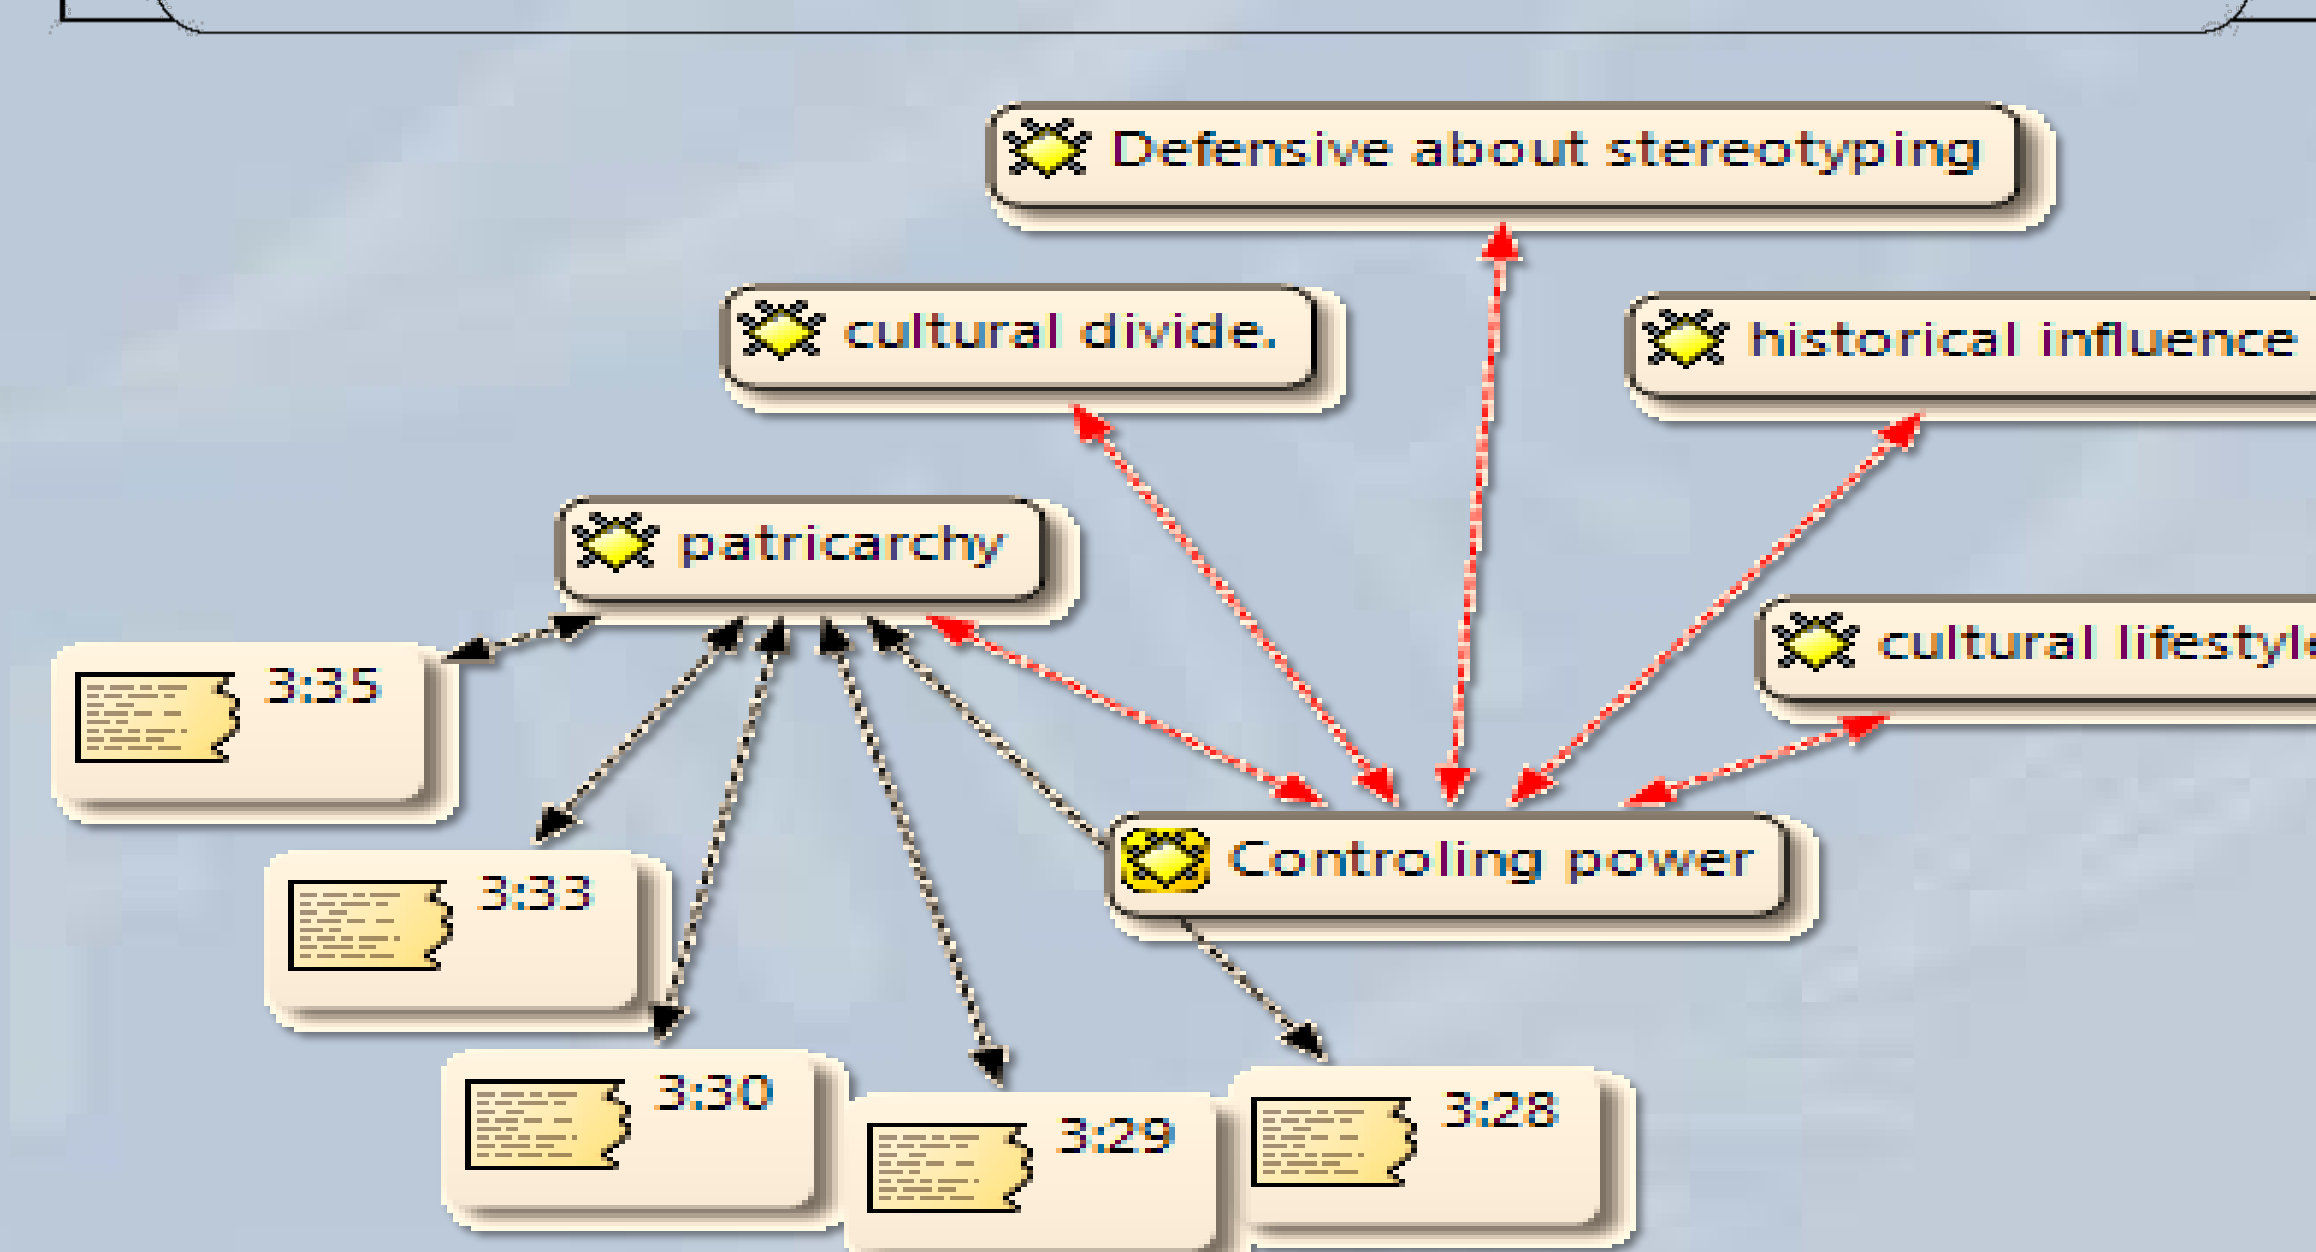 Defensive about stereotyping
cultural divide.
historical influence
patricarchy
cultural lifestyle
3:35
Controling power
3:33
3:30
3:29
3:28